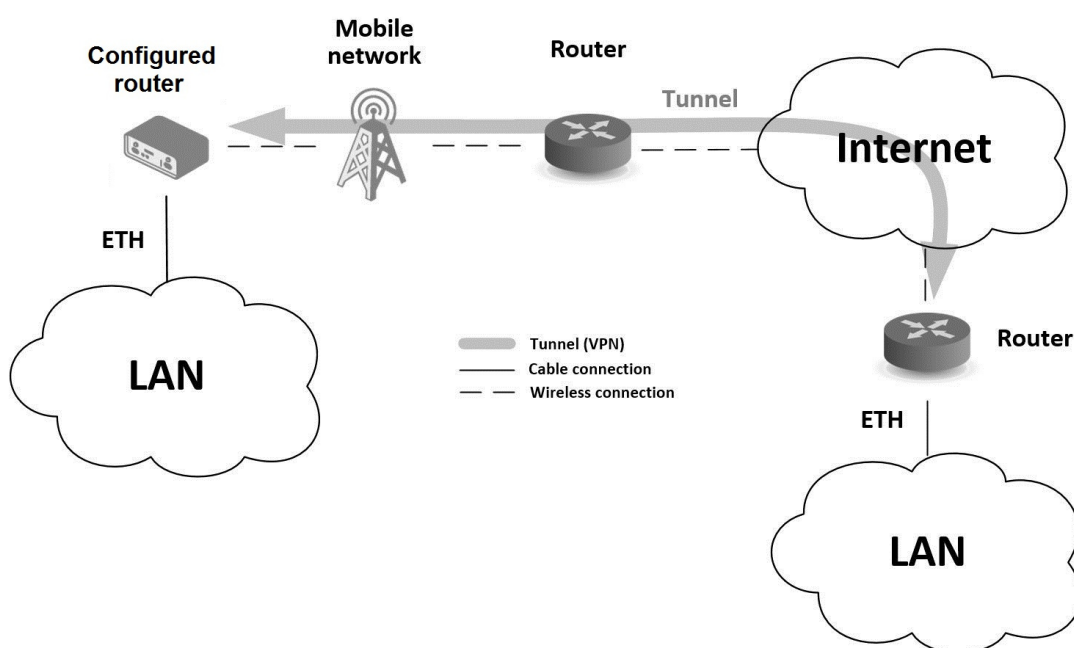 Mobile
network
Configured
router
Router
Tunnel
Internet
ETH
LAN
Tunnel (VPN)
Cable connection
Wireless connection
Router
ETH
LAN